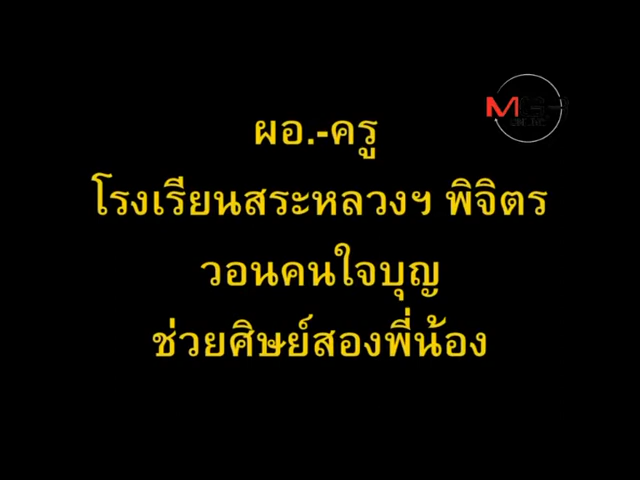 ผอ.-ครู
โรงเรียนสระหลวงฯ พิจิตร
วอนคนใจบุญ
ช่วยศิษย์สองพี่น้อง